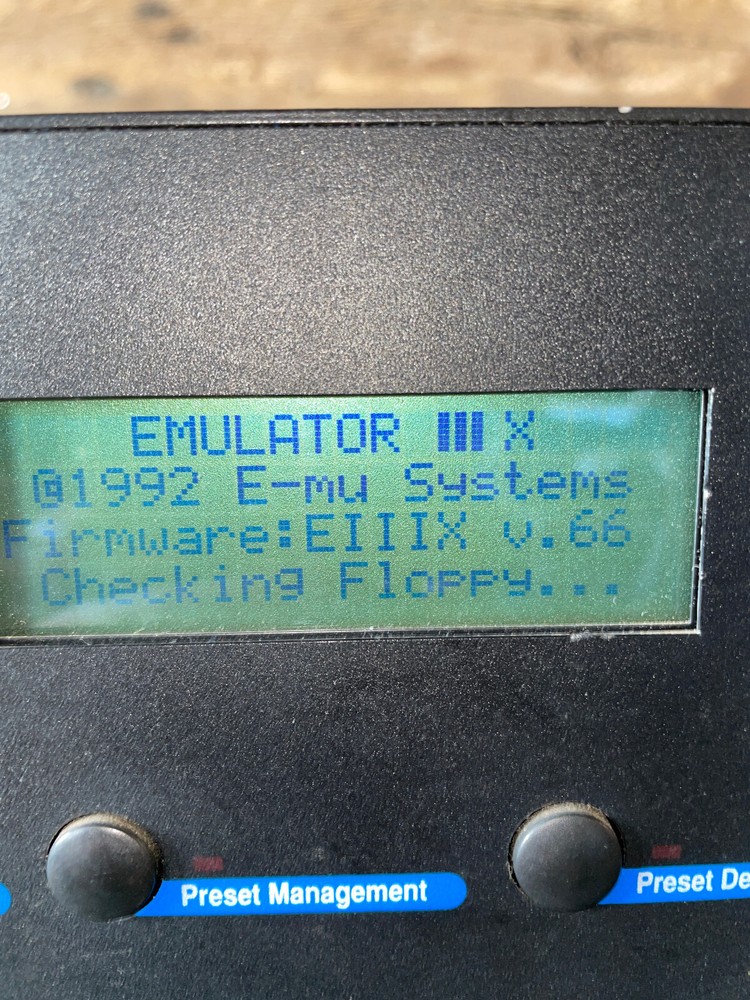 EMULATOR III X
@1992 E-mu Systems
Firmware:EIIIX v.66
Checking Floppy...
Preset Management
Preset De